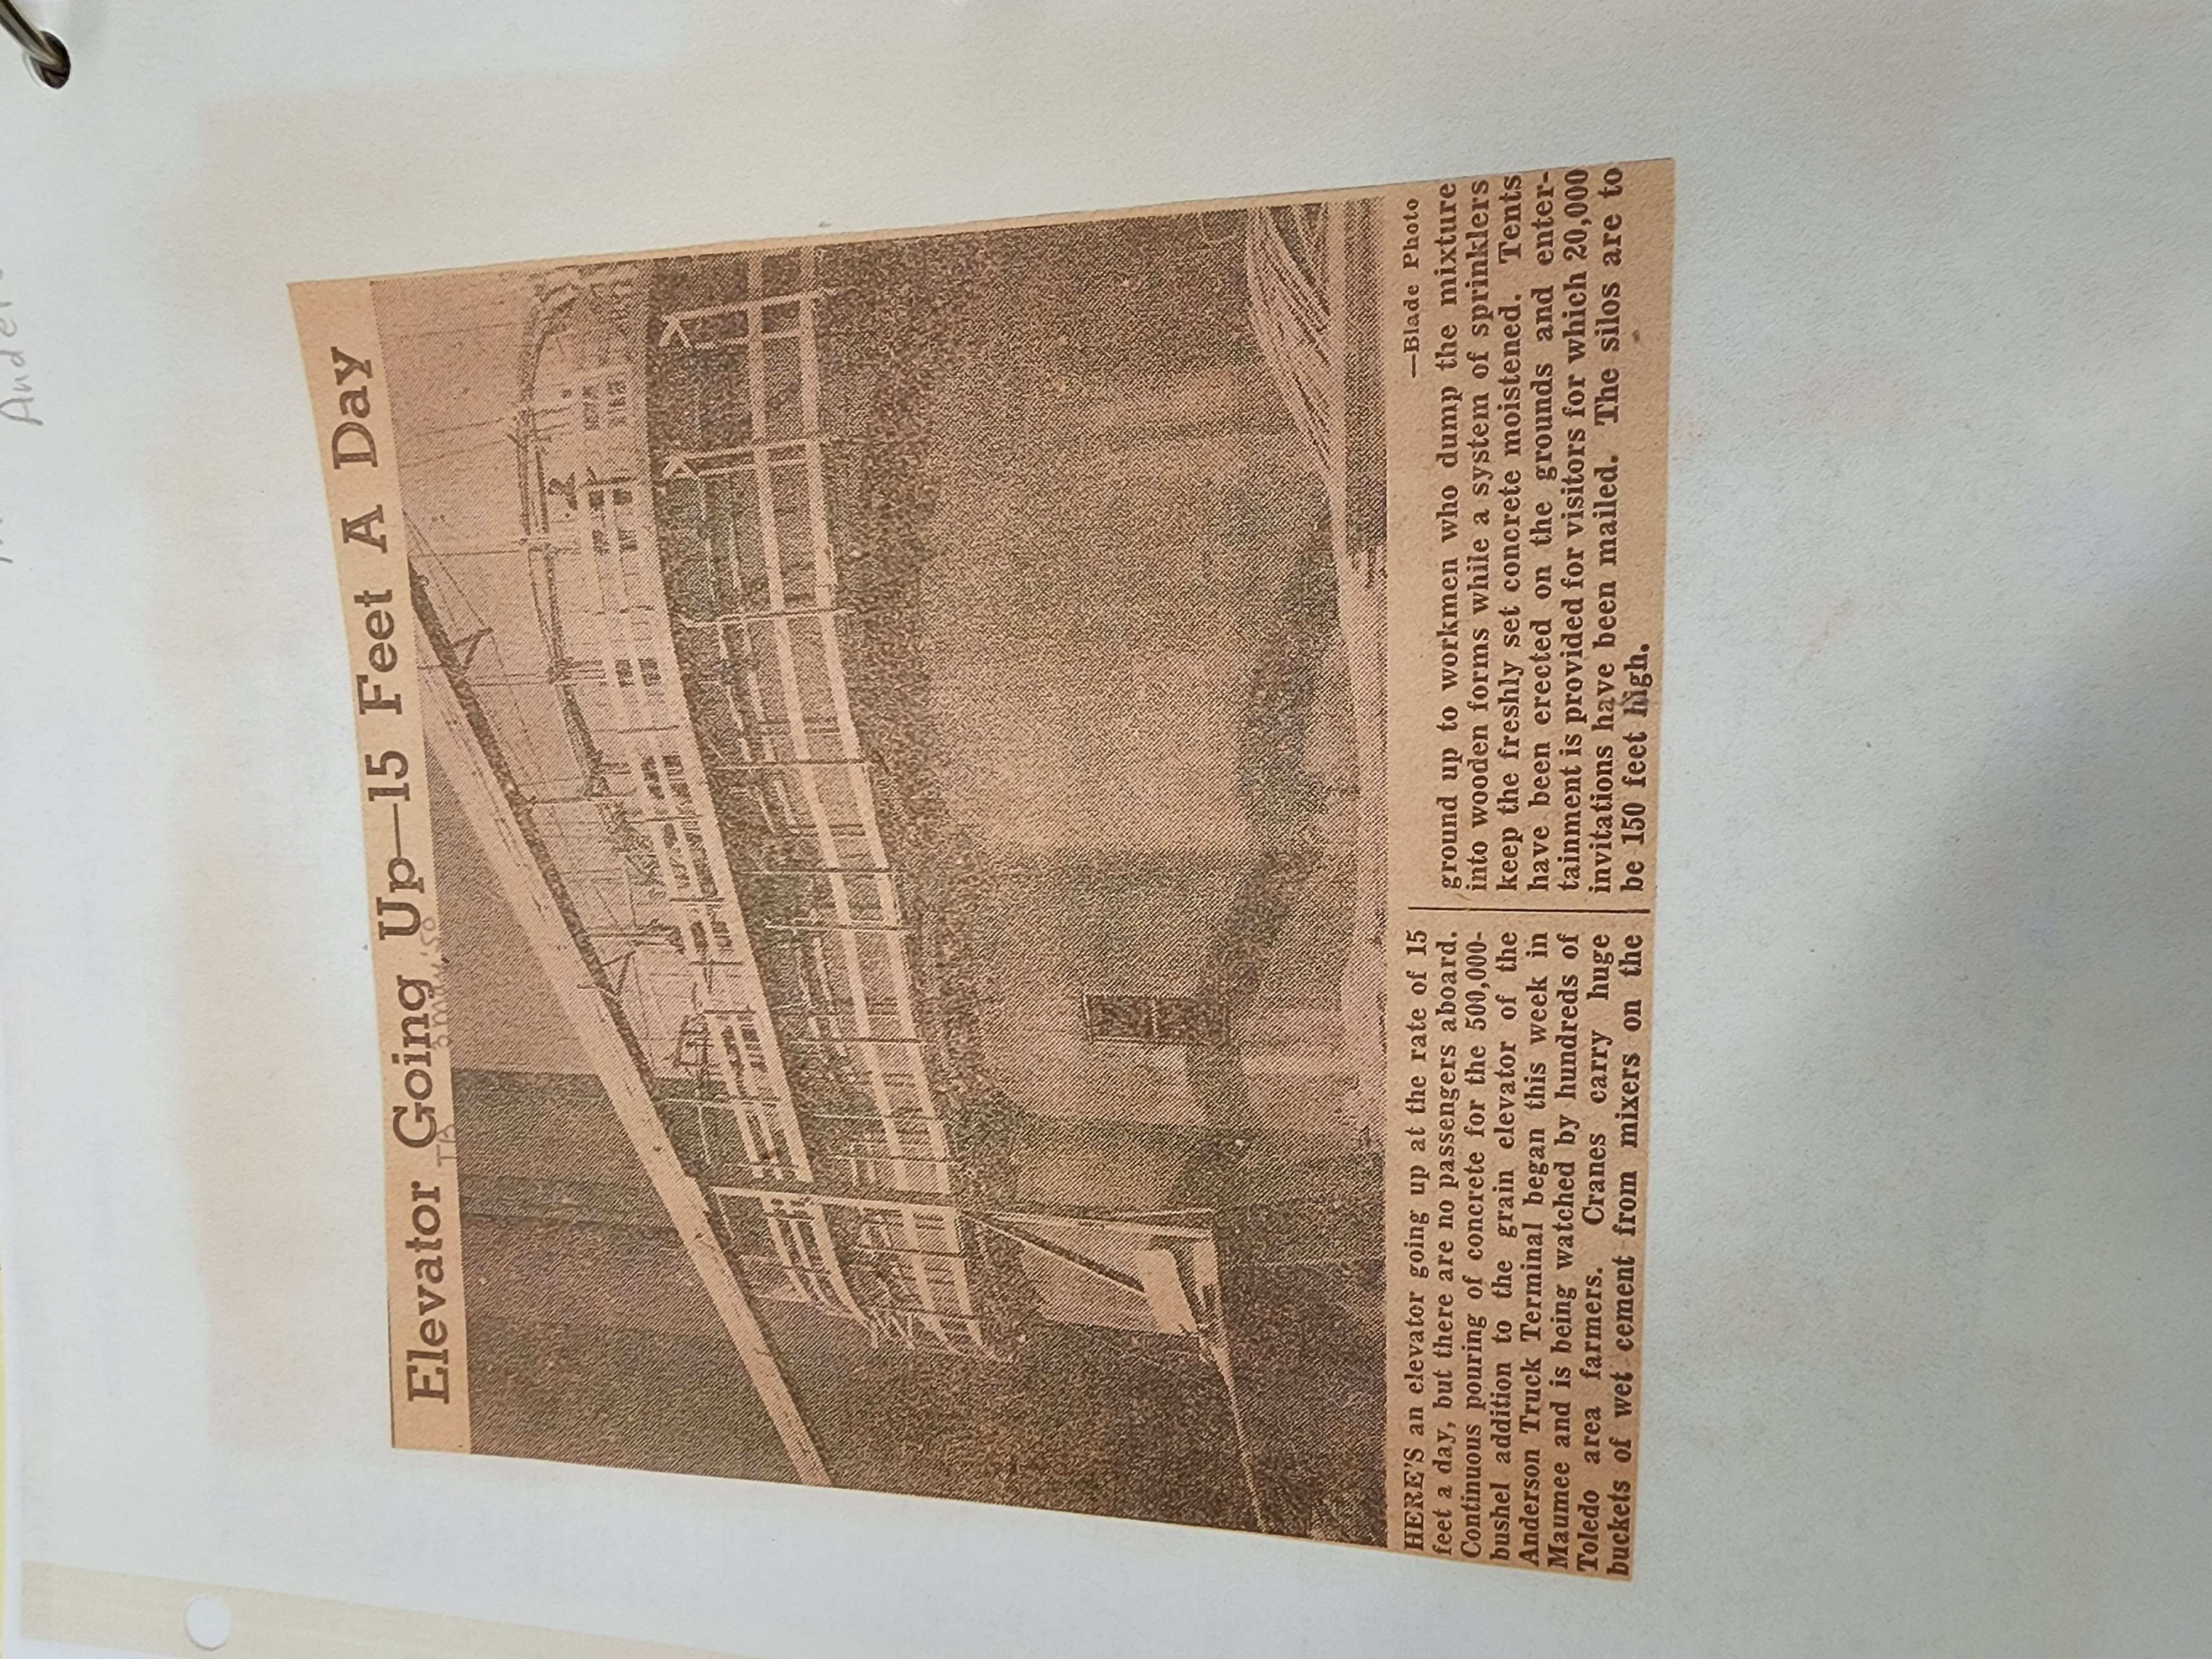 Elevator Going Up—15 Feet A Day
—Blade Photo
HERE'S an elevator going up at the rate of 15
feet a day, but there are no passengers aboard.
Continuous pouring of concrete for the 500,000-
bushel addition to the grain elevator of the
Anderson Truck Terminal began this week in
Maumee and is being watched by hundreds of
Toledo area farmers. Cranes carry huge
buckets of wet cement from mixers on the
ground up to workmen who dump the mixture
into wooden forms while a system of sprinklers
keep the freshly set concrete moistened. Tents
have been erected on the grounds and enter-
tainment is provided for visitors for which 20,000
invitations have been mailed. The silos are to
be 150 feet high.